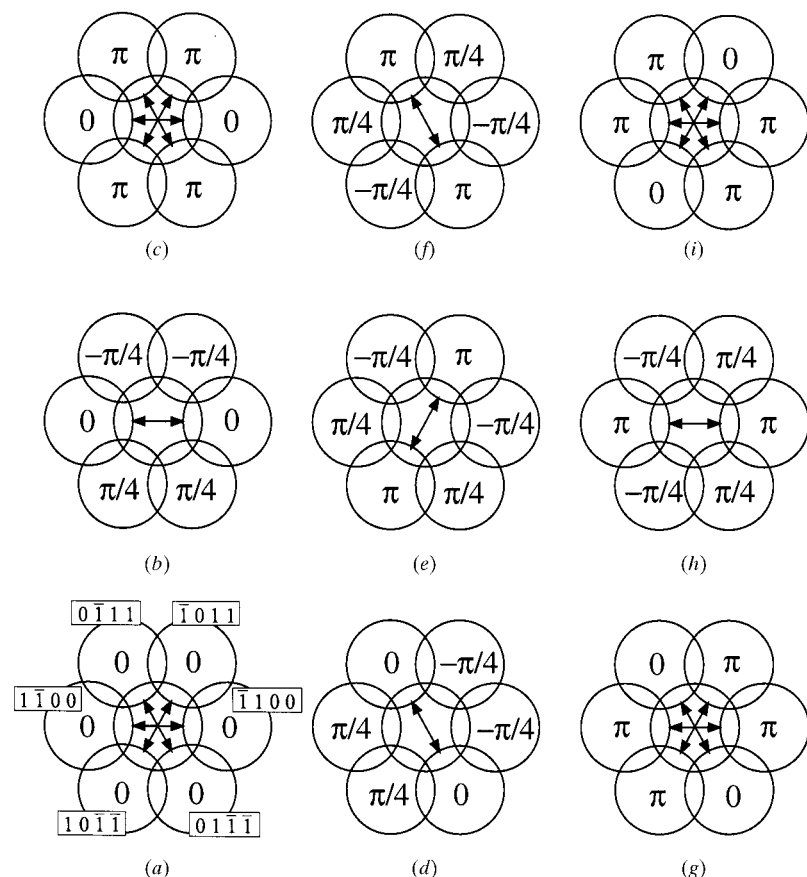 π π π π/4 π 0
0 0 π/4 −π/4 π π
π π −π/4 π 0 π
(c) (f) (i)
−π/4 −π/4 −π/4 π −π/4 π/4
0 0 π/4 −π/4 π π
π/4 π/4 π π/4 −π/4 π/4
(b) (e) (h)
0 1̄ 1 1 1̄ 0 1 1
0 0 0 −π/4 0 π
1 1̄ 0 0 1̄ 1 0 0
0 0 π/4 −π/4 π π
0 0 π/4 0 π 0
1 0 1̄ 1̄ 0 1 1̄ 1̄
(a) (d) (g)